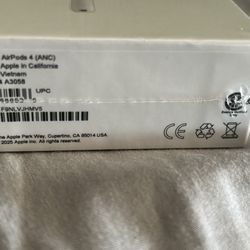 AirPods 4 (ANC)
Apple in California
Vietnam
A3058
UPC
F9NLVJHMV5
Apple Park Way, Cupertino, CA 95014 USA
2025 Apple Inc. All rights reserved.